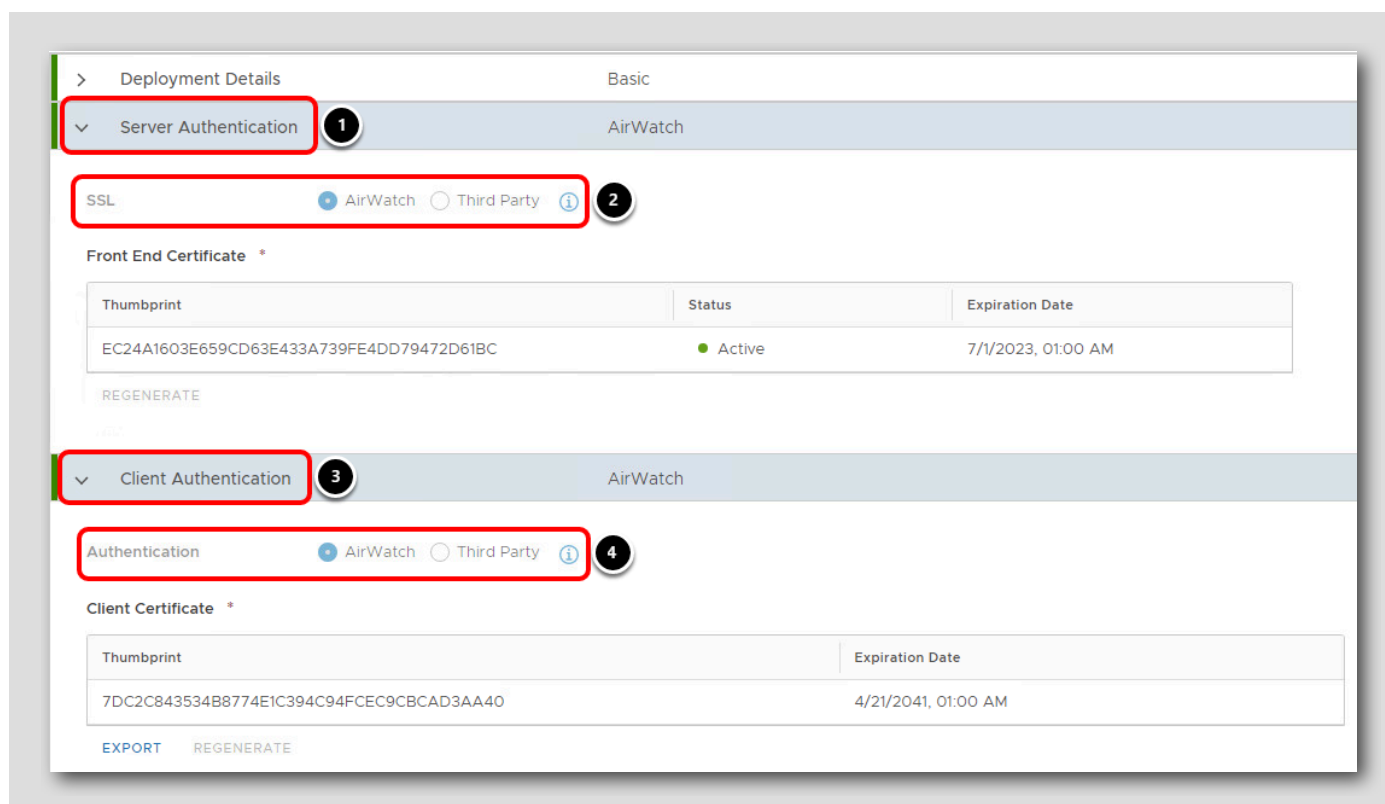 Deployment Details Basic
Server Authentication 1 AirWatch
SSL AirWatch Third Party 2
Front End Certificate *
Thumbprint Status Expiration Date
EC24A1603E659CD63E433A739FE4DD79472D61BC Active 7/1/2023, 01:00 AM
REGENERATE
Client Authentication 3 AirWatch
Authentication AirWatch Third Party 4
Client Certificate *
Thumbprint Expiration Date
7DC2C843534B8774E1C394C94FCEC9CBCAD3AA40 4/21/2041, 01:00 AM
EXPORT REGENERATE